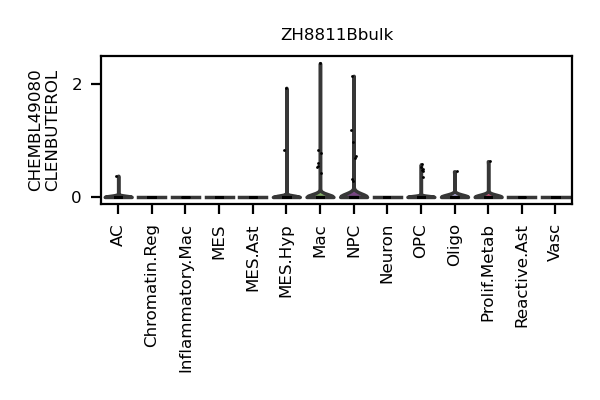 ZH8811Bbulk
CHEMBL49080
CLENBUTEROL
2
0
AC
Chromatin.Reg
Inflammatory.Mac
MES
MES.Ast
MES.Hyp
Mac
NPC
Neuron
OPC
Oligo
Prolif.Metab
Reactive.Ast
Vasc